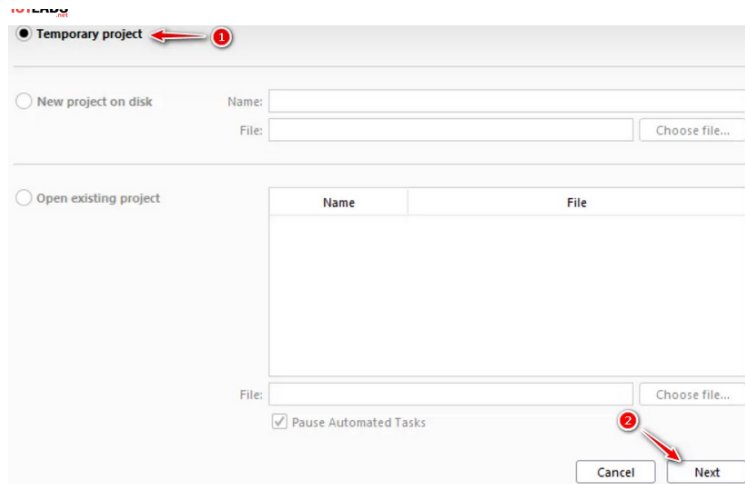 .net
Temporary project
1
New project on disk
Name:
File:
Choose file...
Open existing project
Name
File
File:
Choose file...
Pause Automated Tasks
2
Cancel
Next